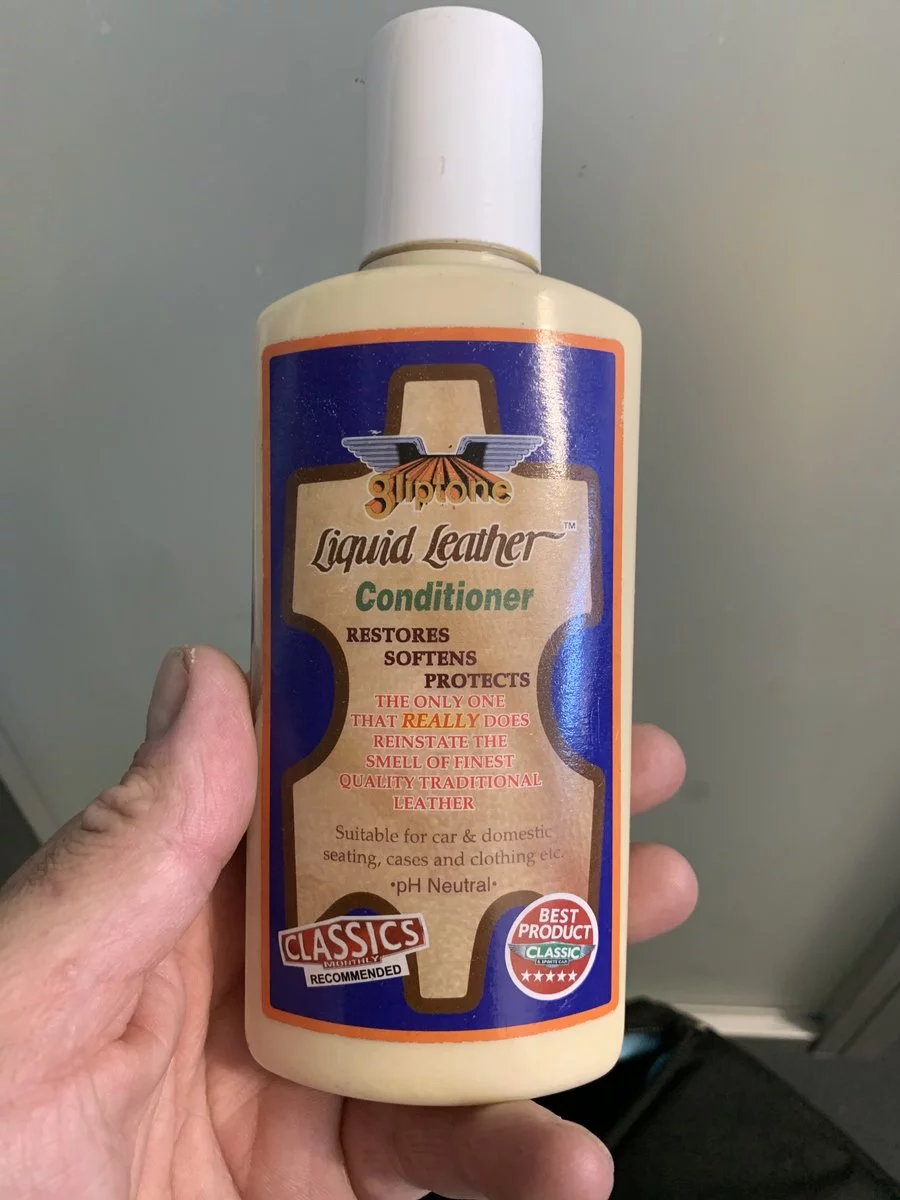 gliptone
Liquid Leather™
Conditioner
RESTORES
SOFTENS
PROTECTS
THE ONLY ONE
THAT REALLY DOES
REINSTATE THE
SMELL OF FINEST
QUALITY TRADITIONAL
LEATHER
Suitable for car & domestic
seating, cases and clothing etc.
•pH Neutral•
CLASSICS
MONTHLY
RECOMMENDED
BEST
PRODUCT
CLASSIC
& SPORTS CAR